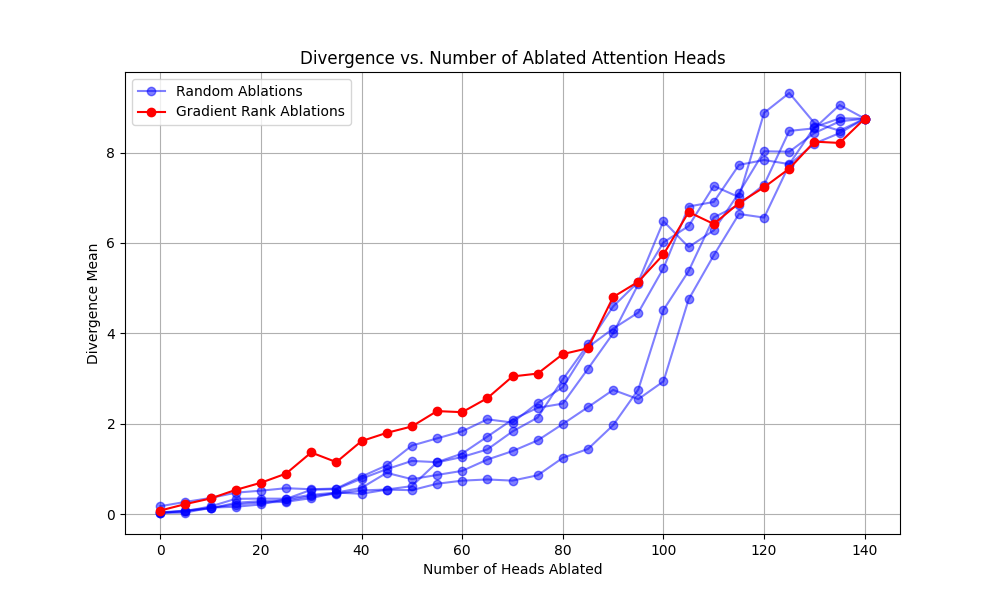 Divergence vs. Number of Ablated Attention Heads
Random Ablations
Gradient Rank Ablations
Divergence Mean
8
6
4
2
0
0 20 40 60 80 100 120 140
Number of Heads Ablated